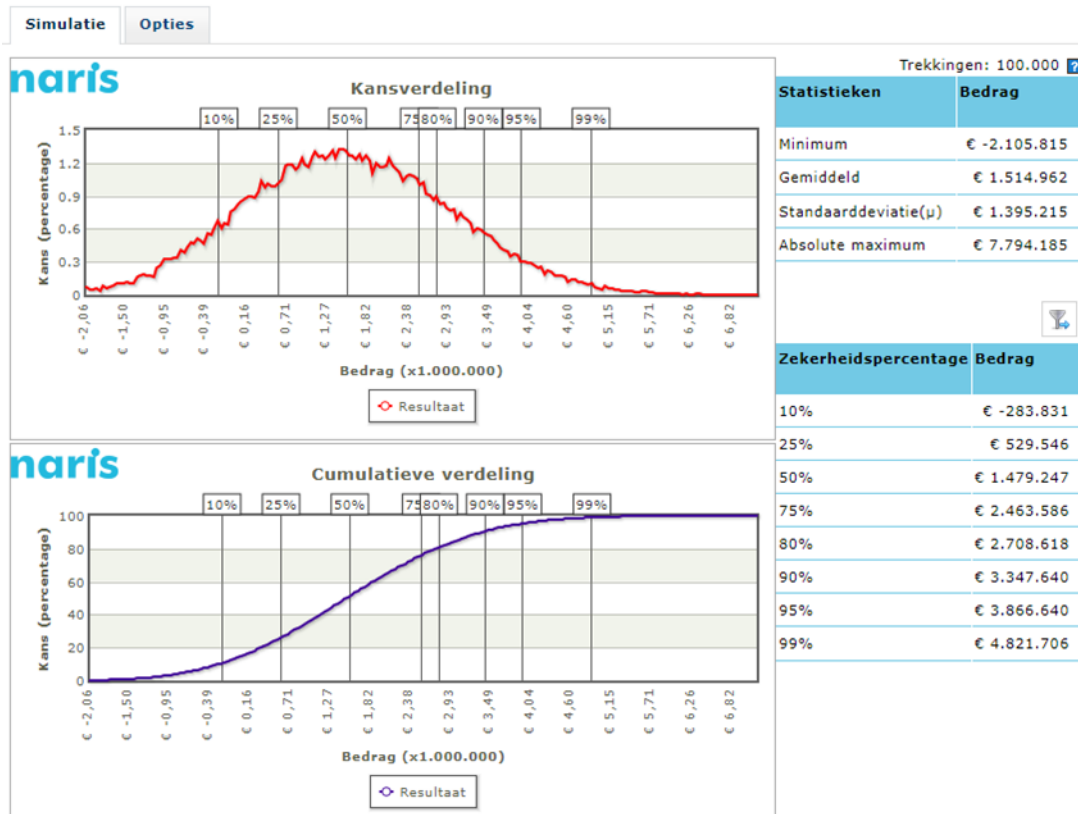 Simulatie Opties
Trekkingen: 100.000 ?
naris
Kansverdeling
10% 25% 50% 75 80% 90% 95% 99%
1.5
1.2
0.9
0.6
0.3
0
Kans (percentage)
€ -2,06 € -1,50 € -0,95 € -0,39 € 0,16 € 0,71 € 1,27 € 1,82 € 2,38 € 2,93 € 3,49 € 4,04 € 4,60 € 5,15 € 5,71 € 6,26 € 6,82
Bedrag (x1.000.000)
Resultaat
Statistieken Bedrag
Minimum € -2.105.815
Gemiddeld € 1.514.962
Standaarddeviatie(µ) € 1.395.215
Absolute maximum € 7.794.185
naris
Cumulatieve verdeling
10% 25% 50% 75 80% 90% 95% 99%
100
80
60
40
20
0
Kans (percentage)
€ -2,06 € -1,50 € -0,95 € -0,39 € 0,16 € 0,71 € 1,27 € 1,82 € 2,38 € 2,93 € 3,49 € 4,04 € 4,60 € 5,15 € 5,71 € 6,26 € 6,82
Bedrag (x1.000.000)
Resultaat
Zekerheidspercentage Bedrag
10% € -283.831
25% € 529.546
50% € 1.479.247
75% € 2.463.586
80% € 2.708.618
90% € 3.347.640
95% € 3.866.640
99% € 4.821.706